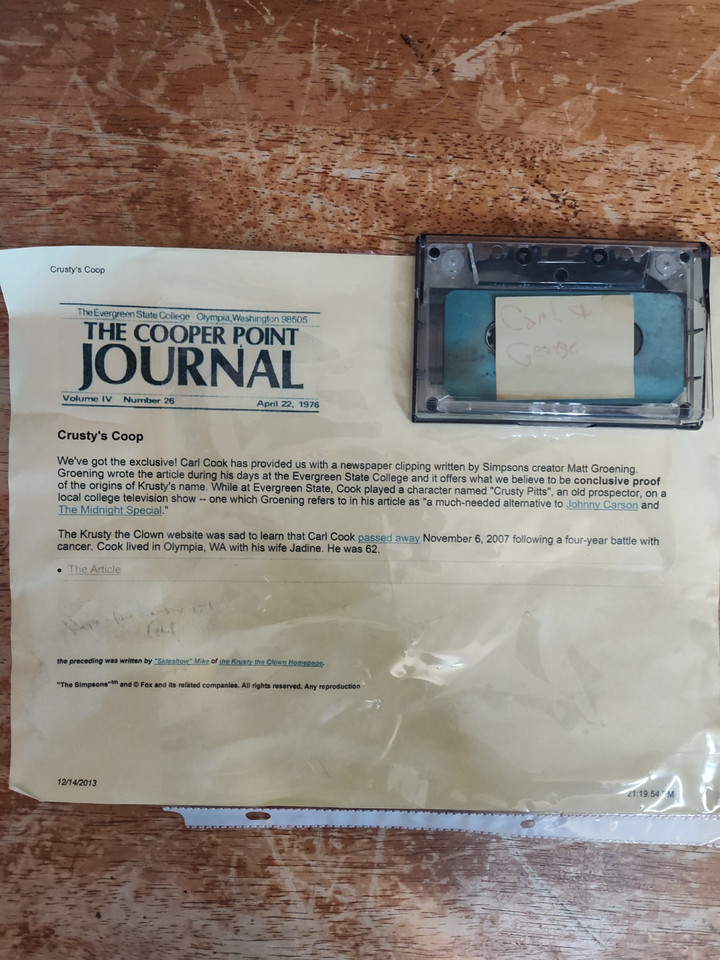 Crusty's Coop
The Evergreen State College · Olympia, Washington 98505
THE COOPER POINT
JOURNAL
Volume IV Number 26 April 22, 1976
Carl &
George
Crusty's Coop
We've got the exclusive! Carl Cook has provided us with a newspaper clipping written by Simpsons creator Matt Groening.
Groening wrote the article during his days at the Evergreen State College and it offers what we believe to be conclusive proof
of the origins of Krusty's name. While at Evergreen State, Cook played a character named "Crusty Pitts", an old prospector, on a
local college television show -- one which Groening refers to in his article as "a much-needed alternative to Johnny Carson and
The Midnight Special."
The Krusty the Clown website was sad to learn that Carl Cook passed away November 6, 2007 following a four-year battle with
cancer. Cook lived in Olympia, WA with his wife Jadine. He was 62.
• The Article
the preceding was written by "Sideshow" Mike of the Krusty the Clown Homepage.
"The Simpsons"tm and © Fox and its related companies. All rights reserved. Any reproduction
12/14/2013
21:19:54 PM